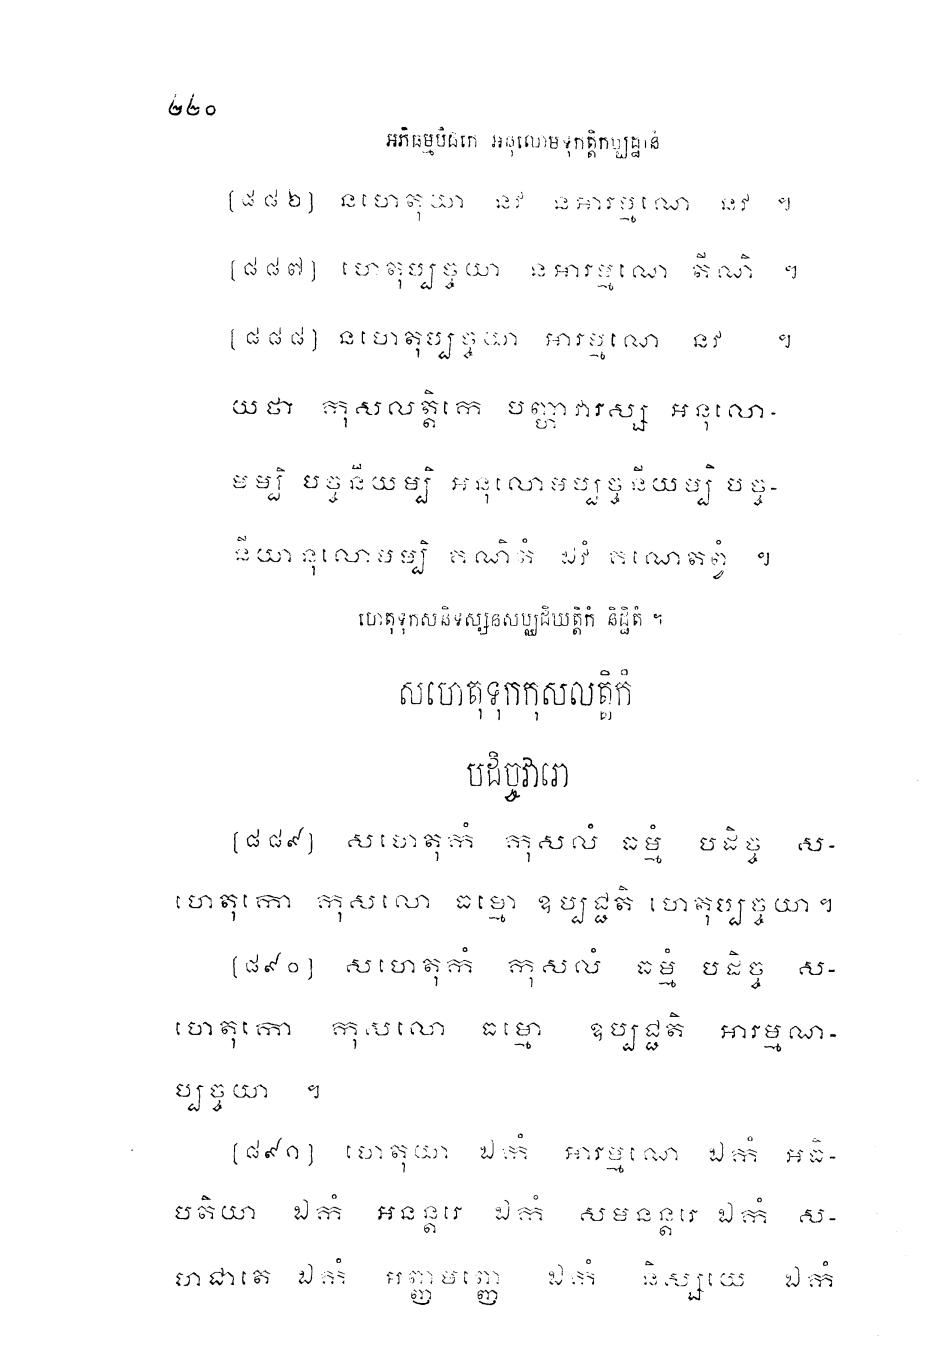 ២២០
អភិធម្មបិដកេ អនុលោមទុកត្តិកប្បដ្ឋានំ
[៨៨៦] នហេតុយា នវ នអារម្មណេ នវ ។
[៨៨៧] ហេតុប្បច្ចយា នអារម្មណេ តីណិ ។
[៨៨៨] នហេតុប្បច្ចយា អារម្មណេ នវ ។
យថា កុសលត្តិកេ បញ្ហាវារស្ស អនុលោ-
មម្បិ បច្ចនីយម្បិ អនុលោមប្បច្ចនីយម្បិ បច្ច-
នីយានុលោមម្បិ គណិតំ ឯវំ គណេតព្វំ ។
ហេតុទុកសនិទស្សនសប្បដិឃត្តិកំ និដ្ឋិតំ ។
សហេតុទុកកុសលត្តិកំ
បដិច្ចវារោ
[៨៨៩] សហេតុកំ កុសលំ ធម្មំ បដិច្ច ស-
ហេតុកោ កុសលោ ធម្មោ ឧប្បជ្ជតិ ហេតុប្បច្ចយា ។
[៨៩០] សហេតុកំ កុសលំ ធម្មំ បដិច្ច ស-
ហេតុកោ កុសលោ ធម្មោ ឧប្បជ្ជតិ អារម្មណ-
ប្បច្ចយា ។
[៨៩១] ហេតុយា ឯកំ អារម្មណេ ឯកំ អធិ-
បតិយា ឯកំ អនន្តរេ ឯកំ សមនន្តរេ ឯកំ ស-
ហជាតេ ឯកំ អញ្ញមញ្ញេ ឯកំ និស្សយេ ឯកំ